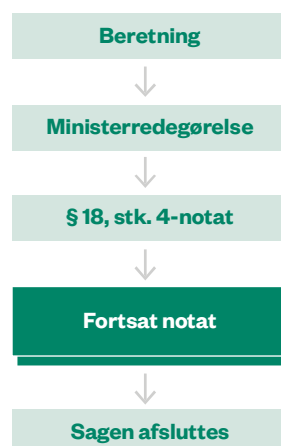 Beretning
Ministerredegørelse
§ 18, stk. 4-notat
Fortsat notat
Sagen afsluttes